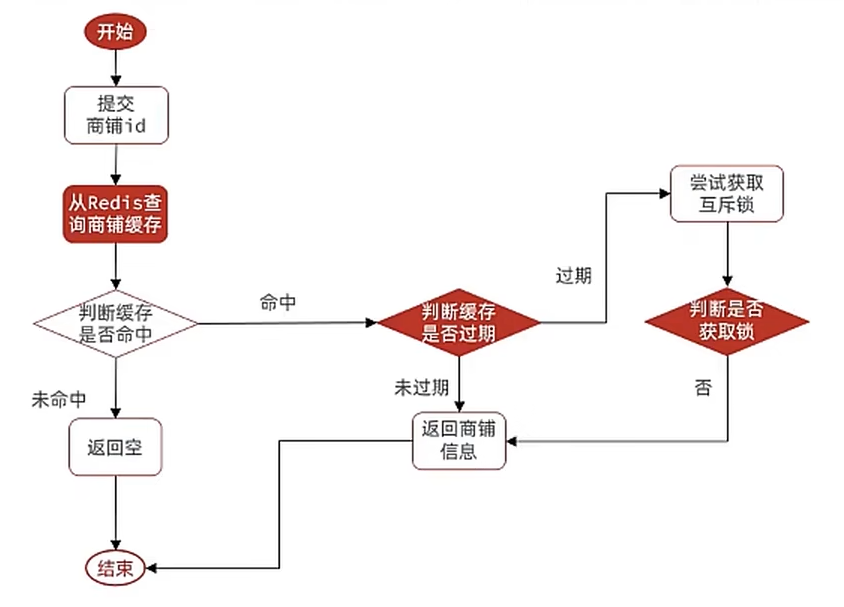 开始
提交
商铺id
从Redis查
询商铺缓存
尝试获取
互斥锁
过期
命中
判断缓存
是否命中
判断缓存
是否过期
判断是否
获取锁
未命中
未过期
否
返回空
返回商铺
信息
结束